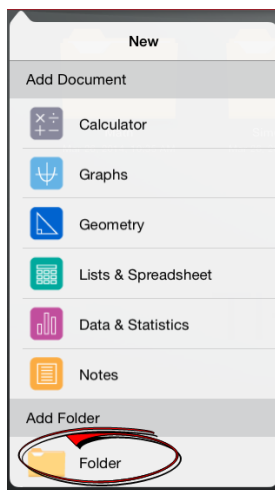 New
Add Document
Calculator
Graphs
Geometry
Lists & Spreadsheet
Data & Statistics
Notes
Add Folder
Folder